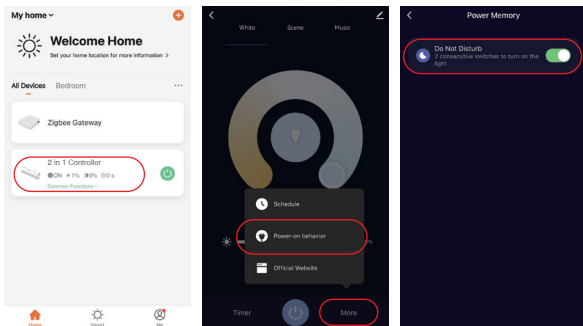 My home
Welcome Home
Set your home location for more information >
All Devices Bedroom ...
Zigbee Gateway
2 in 1 Controller
ON 1% 0% 0 s
Common Functions
Home Smart Me
White Scene Music
Schedule
Power-on behavior
Official Website
Timer More
Power Memory
Do Not Disturb
2 consecutive switches to turn on the
light